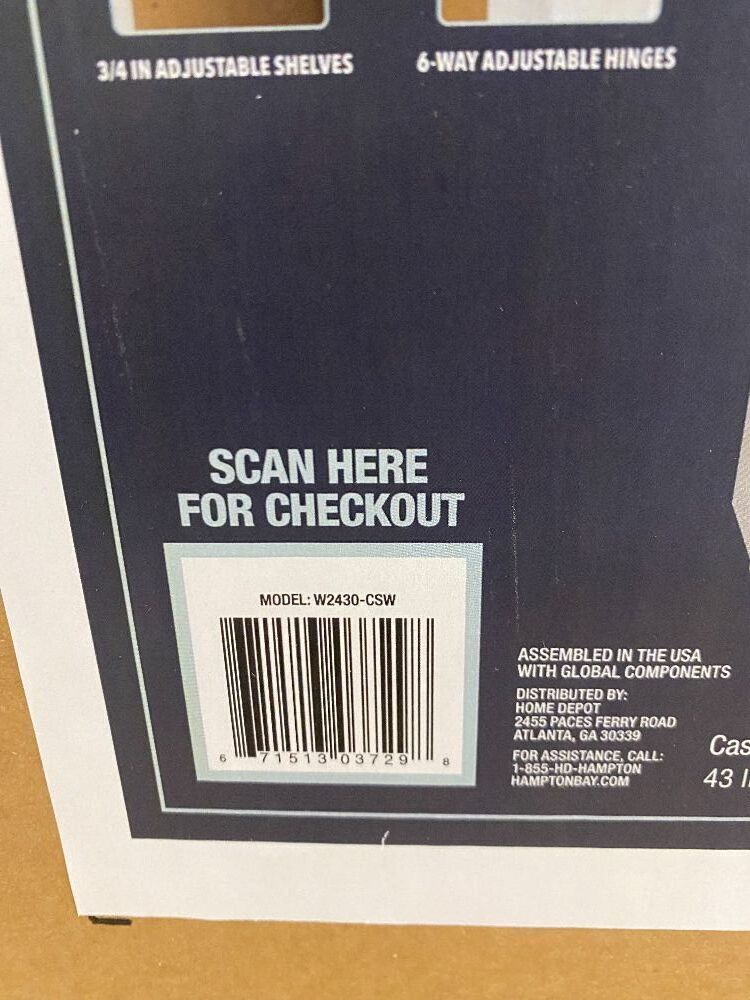 3/4 IN ADJUSTABLE SHELVES
6-WAY ADJUSTABLE HINGES
SCAN HERE
FOR CHECKOUT
MODEL: W2430-CSW
6 71513 03729 8
ASSEMBLED IN THE USA
WITH GLOBAL COMPONENTS
DISTRIBUTED BY:
HOME DEPOT
2455 PACES FERRY ROAD
ATLANTA, GA 30339
FOR ASSISTANCE, CALL:
1-855-HD-HAMPTON
HAMPTONBAY.COM
Cas
43